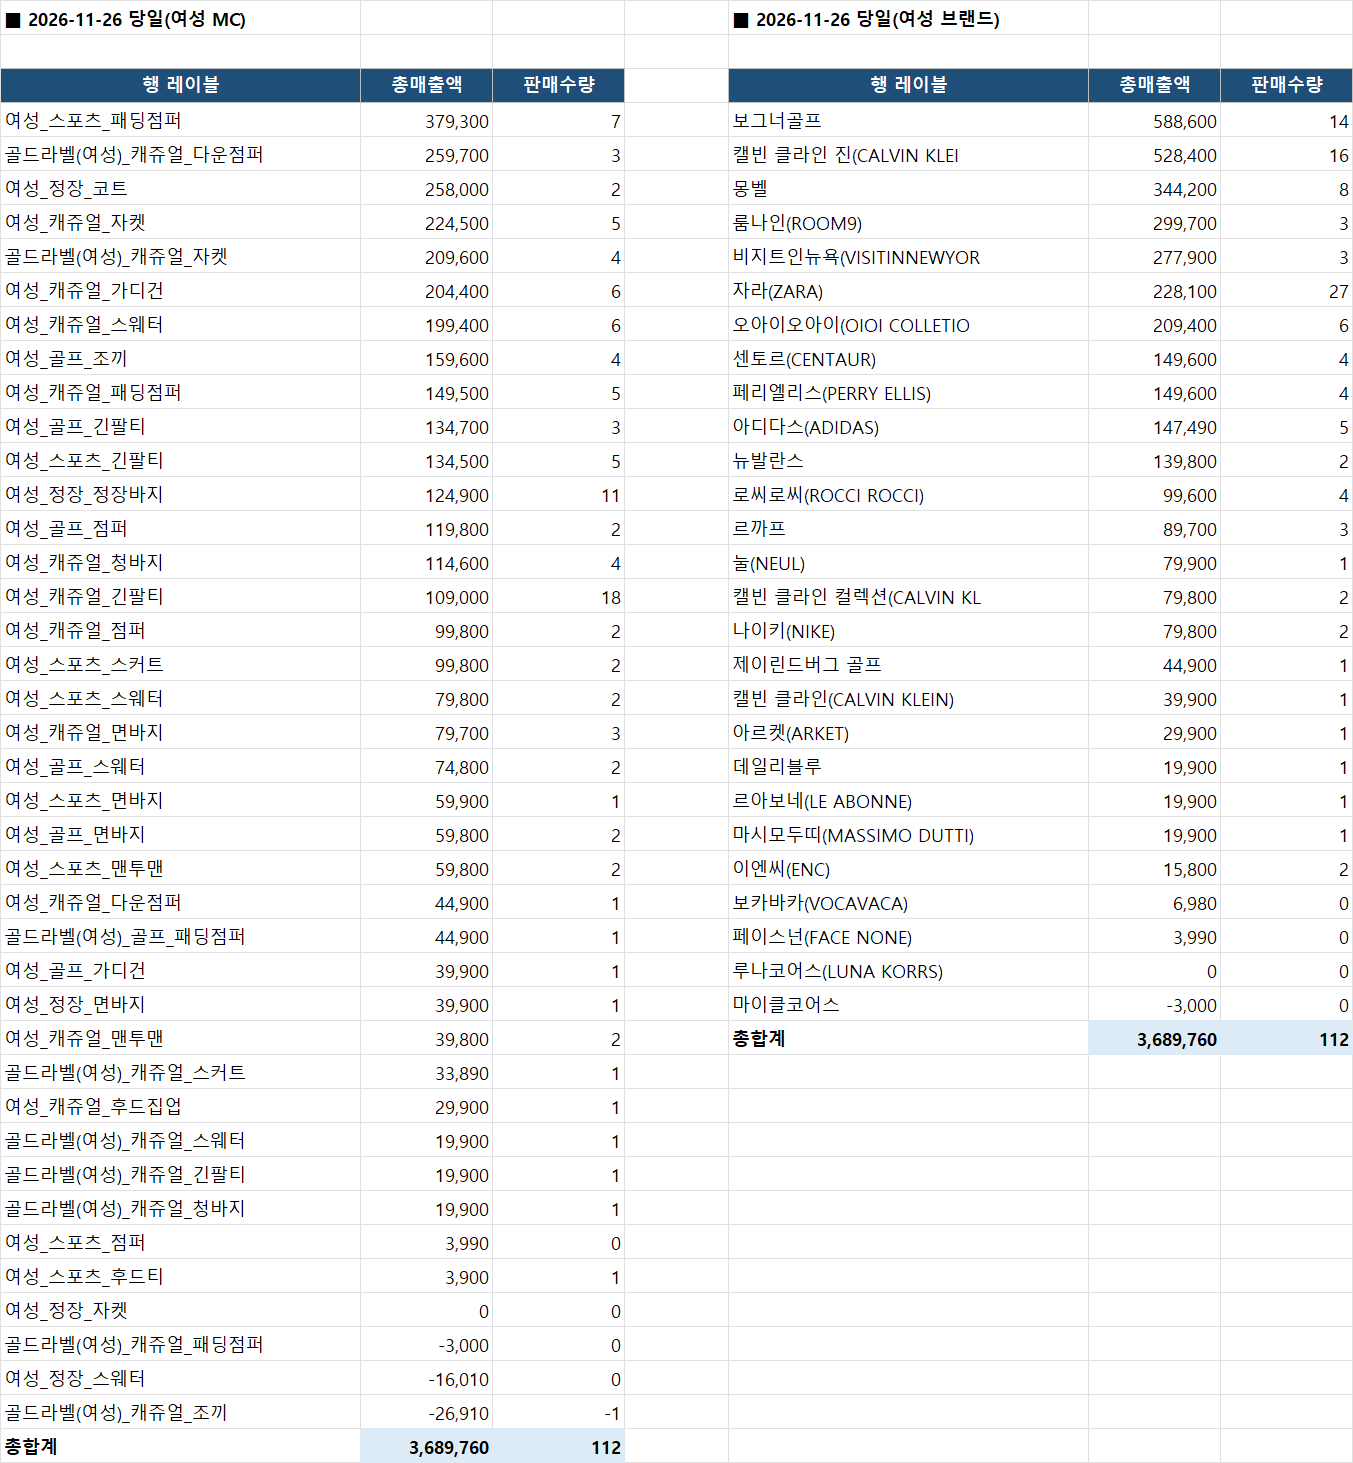 ■ 2026-11-26 당일(여성 MC)
행 레이블 총매출액 판매수량
여성_스포츠_패딩점퍼 379,300 7
골드라벨(여성)_캐쥬얼_다운점퍼 259,700 3
여성_정장_코트 258,000 2
여성_캐쥬얼_자켓 224,500 5
골드라벨(여성)_캐쥬얼_자켓 209,600 4
여성_캐쥬얼_가디건 204,400 6
여성_캐쥬얼_스웨터 199,400 6
여성_골프_조끼 159,600 4
여성_캐쥬얼_패딩점퍼 149,500 5
여성_골프_긴팔티 134,700 3
여성_스포츠_긴팔티 134,500 5
여성_정장_정장바지 124,900 11
여성_골프_점퍼 119,800 2
여성_캐쥬얼_청바지 114,600 4
여성_캐쥬얼_긴팔티 109,000 18
여성_캐쥬얼_점퍼 99,800 2
여성_스포츠_스커트 99,800 2
여성_스포츠_스웨터 79,800 2
여성_캐쥬얼_면바지 79,700 3
여성_골프_스웨터 74,800 2
여성_스포츠_면바지 59,900 1
여성_골프_면바지 59,800 2
여성_스포츠_맨투맨 59,800 2
여성_캐쥬얼_다운점퍼 44,900 1
골드라벨(여성)_골프_패딩점퍼 44,900 1
여성_골프_가디건 39,900 1
여성_정장_면바지 39,900 1
여성_캐쥬얼_맨투맨 39,800 2
골드라벨(여성)_캐쥬얼_스커트 33,890 1
여성_캐쥬얼_후드집업 29,900 1
골드라벨(여성)_캐쥬얼_스웨터 19,900 1
골드라벨(여성)_캐쥬얼_긴팔티 19,900 1
골드라벨(여성)_캐쥬얼_청바지 19,900 1
여성_스포츠_점퍼 3,990 0
여성_스포츠_후드티 3,900 1
여성_정장_자켓 0 0
골드라벨(여성)_캐쥬얼_패딩점퍼 -3,000 0
여성_정장_스웨터 -16,010 0
골드라벨(여성)_캐쥬얼_조끼 -26,910 -1
총합계 3,689,760 112
■ 2026-11-26 당일(여성 브랜드)
행 레이블 총매출액 판매수량
보그너골프 588,600 14
캘빈 클라인 진(CALVIN KLEI 528,400 16
몽벨 344,200 8
룸나인(ROOM9) 299,700 3
비지트인뉴욕(VISITINNEWYOR 277,900 3
자라(ZARA) 228,100 27
오아이오아이(OIOI COLLETIO 209,400 6
센토르(CENTAUR) 149,600 4
페리엘리스(PERRY ELLIS) 149,600 4
아디다스(ADIDAS) 147,490 5
뉴발란스 139,800 2
로씨로씨(ROCCI ROCCI) 99,600 4
르까프 89,700 3
눌(NEUL) 79,900 1
캘빈 클라인 컬렉션(CALVIN KL 79,800 2
나이키(NIKE) 79,800 2
제이린드버그 골프 44,900 1
캘빈 클라인(CALVIN KLEIN) 39,900 1
아르켓(ARKET) 29,900 1
데일리블루 19,900 1
르아보네(LE ABONNE) 19,900 1
마시모두띠(MASSIMO DUTTI) 19,900 1
이엔씨(ENC) 15,800 2
보카바카(VOCAVACA) 6,980 0
페이스넌(FACE NONE) 3,990 0
루나코어스(LUNA KORRS) 0 0
마이클코어스 -3,000 0
총합계 3,689,760 112